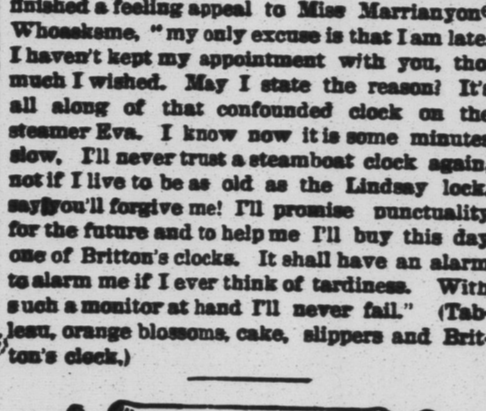 finished a feeling appeal to Miss Marrianyone
Whoasksme, "my only excuse is that I am late
I haven't kept my appointment with you, tho
much I wished. May I state the reason? It's
all along of that confounded clock on the
steamer Eva. I know now it is some minutes
slow. I'll never trust a steamboat clock again
not if I live to be as old as the Lindsay lock
say you'll forgive me! I'll promise punctuality
for the future and to help me I'll buy this day
one of Britton's clocks. It shall have an alarm
to alarm me if I ever think of tardiness. With
such a monitor at hand I'll never fail." (Tab-
leau, orange blossoms, cake, slippers and Brit-
ton's clock.)